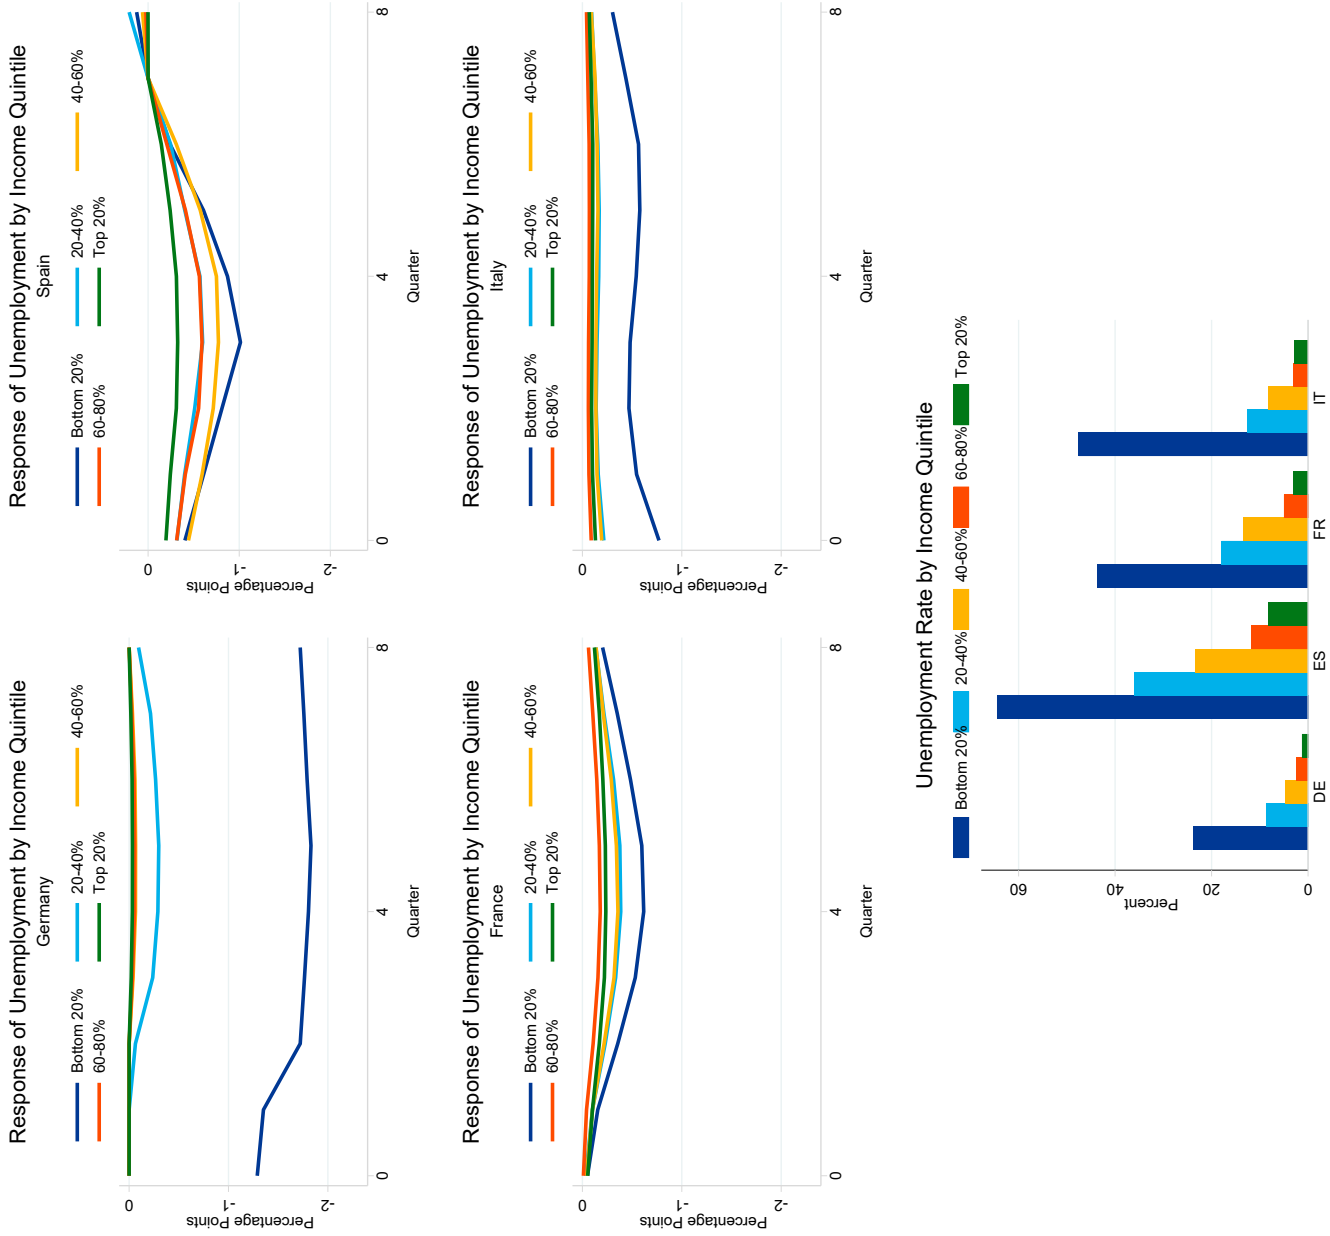 Response of Unemployment by Income Quintile
Germany
Bottom 20% 20-40% 40-60%
60-80% Top 20%
Percentage Points
0
-1
-2
0 4 8
Quarter
Response of Unemployment by Income Quintile
Spain
Bottom 20% 20-40% 40-60%
60-80% Top 20%
Percentage Points
0
-1
-2
0 4 8
Quarter
Response of Unemployment by Income Quintile
France
Bottom 20% 20-40% 40-60%
60-80% Top 20%
Percentage Points
0
-1
-2
0 4 8
Quarter
Response of Unemployment by Income Quintile
Italy
Bottom 20% 20-40% 40-60%
60-80% Top 20%
Percentage Points
0
-1
-2
0 4 8
Quarter
Unemployment Rate by Income Quintile
Bottom 20% 20-40% 40-60% 60-80% Top 20%
Percent
60
40
20
0
DE ES FR IT